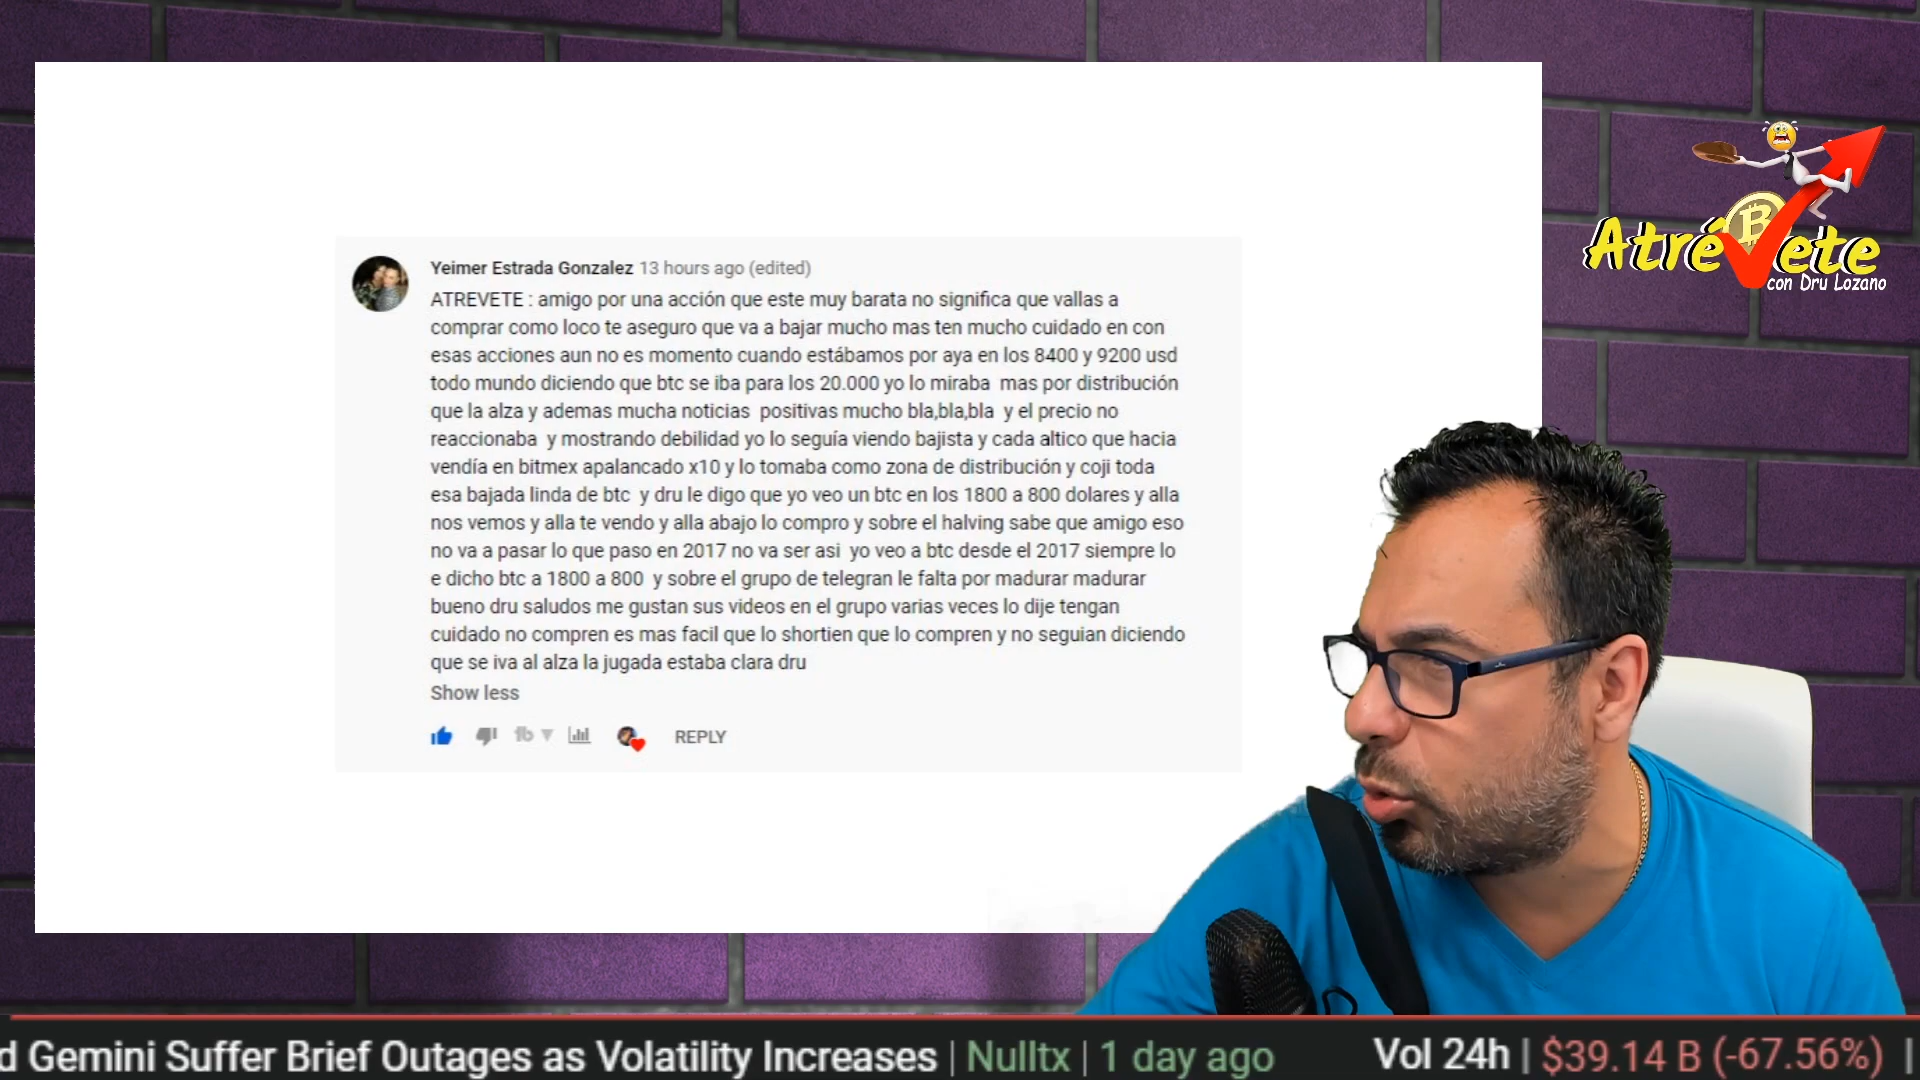 Yeimer Estrada Gonzalez 13 hours ago (edited)
ATREVETE : amigo por una acción que este muy barata no significa que vallas a
comprar como loco te aseguro que va a bajar mucho mas ten mucho cuidado en con
esas acciones aun no es momento cuando estábamos por aya en los 8400 y 9200 usd
todo mundo diciendo que btc se iba para los 20.000 yo lo miraba mas por distribución
que la alza y ademas mucha noticias positivas mucho bla,bla,bla y el precio no
reaccionaba y mostrando debilidad yo lo seguía viendo bajista y cada altico que hacia
vendía en bitmex apalancado x10 y lo tomaba como zona de distribución y coji toda
esa bajada linda de btc y dru le digo que yo veo un btc en los 1800 a 800 dolares y alla
nos vemos y alla te vendo y alla abajo lo compro y sobre el halving sabe que amigo eso
no va a pasar lo que paso en 2017 no va ser asi yo veo a btc desde el 2017 siempre lo
e dicho btc a 1800 a 800 y sobre el grupo de telegran le falta por madurar madurar
bueno dru saludos me gustan sus videos en el grupo varias veces lo dije tengan
cuidado no compren es mas facil que lo shortien que lo compren y no seguian diciendo
que se iva al alza la jugada estaba clara dru
Show less
REPLY
Atrévete
con Dru Lozano
d Gemini Suffer Brief Outages as Volatility Increases | Nulltx | 1 day ago Vol 24h | $39.14 B (-67.56%) |